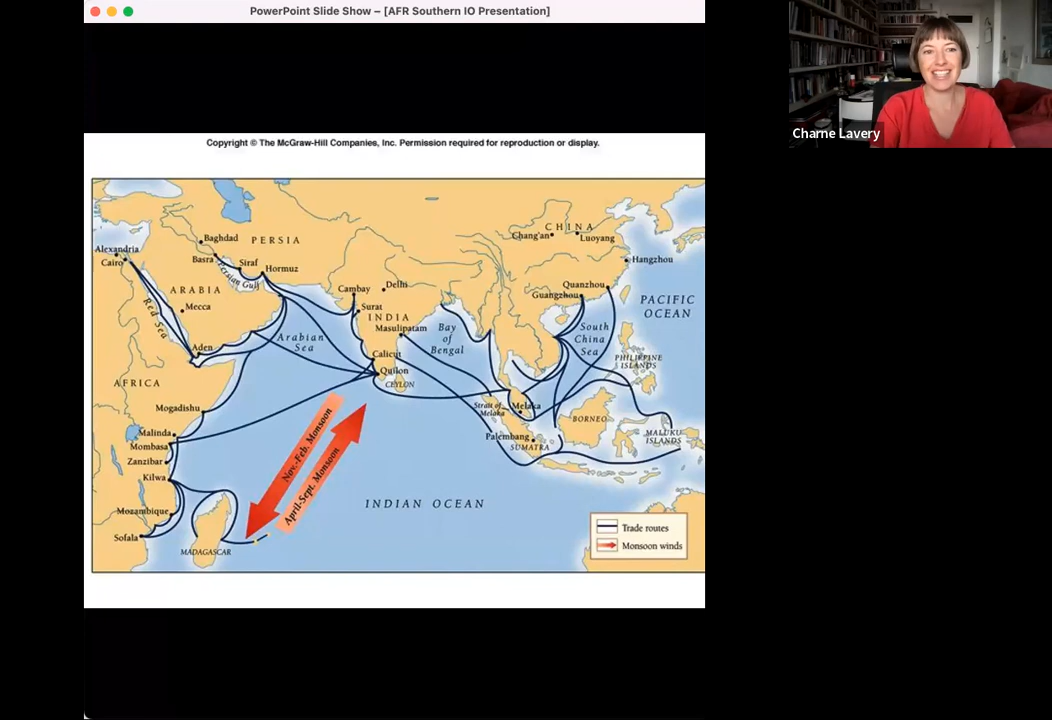 PowerPoint Slide Show – [AFR Southern IO Presentation]
Charne Lavery
Copyright © The McGraw-Hill Companies, Inc. Permission required for reproduction or display.
CHINA
Chang'an
Luoyang
Baghdad
PERSIA
Alexandria
Cairo
Basra
Siraf
Hormuz
Persian Gulf
Hangzhou
ARABIA
Cambay
Delhi
Quanzhou
Guangzhou
PACIFIC
OCEAN
Red Sea
Mecca
Surat
INDIA
Masulipatam
Bay
of
Bengal
South
China
Sea
Arabian
Sea
Aden
Calicut
Quilon
CEYLON
PHILIPPINE
ISLANDS
AFRICA
Mogadishu
Strait of
Melaka
Melaka
BORNEO
Malinda
Mombasa
Zanzibar
Kilwa
Palembang
SUMATRA
MALUKU
ISLANDS
Nov.-Feb. Monsoon
April-Sept. Monsoon
INDIAN OCEAN
Mozambique
Sofala
MADAGASCAR
Trade routes
Monsoon winds